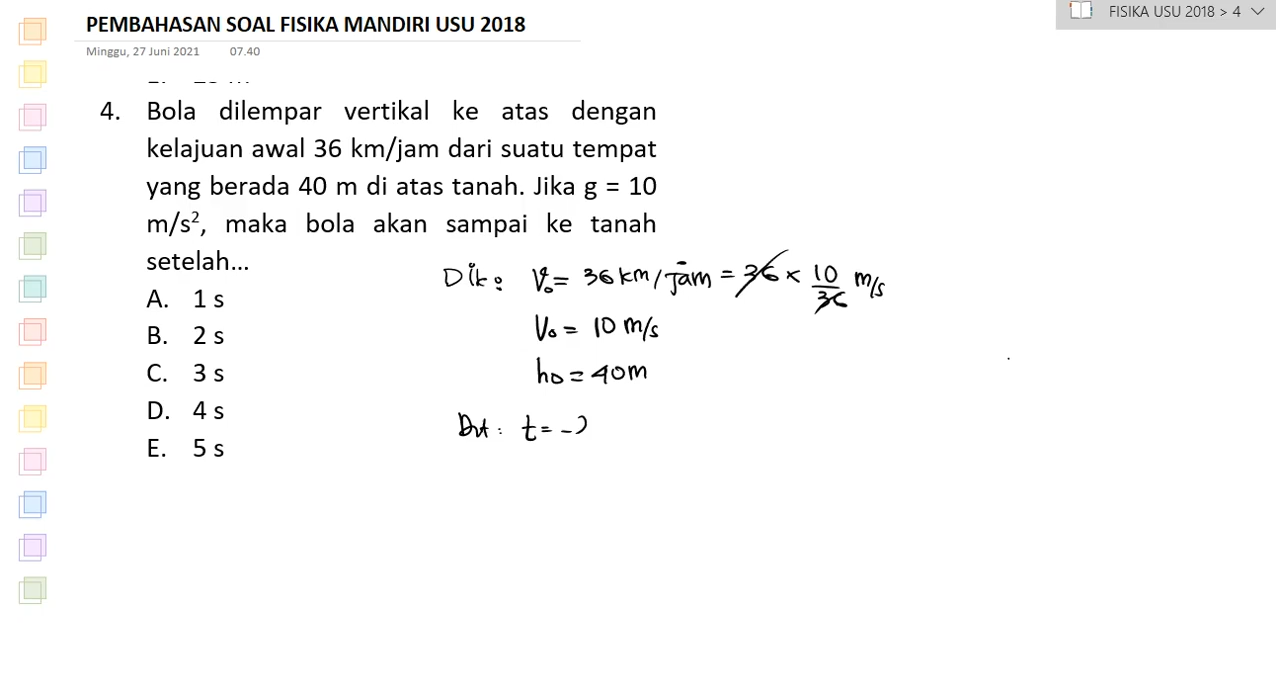 FISIKA USU 2018 > 4
PEMBAHASAN SOAL FISIKA MANDIRI USU 2018
Minggu, 27 Juni 2021 07.40
4. Bola dilempar vertikal ke atas dengan
kelajuan awal 36 km/jam dari suatu tempat
yang berada 40 m di atas tanah. Jika g = 10
m/s², maka bola akan sampai ke tanah
setelah...
A. 1 s
B. 2 s
C. 3 s
D. 4 s
E. 5 s
Dik: V₀ = 36 km/jam = 36 × 10/36 m/s
V₀ = 10 m/s
h₀ = 40 m
Dit: t =